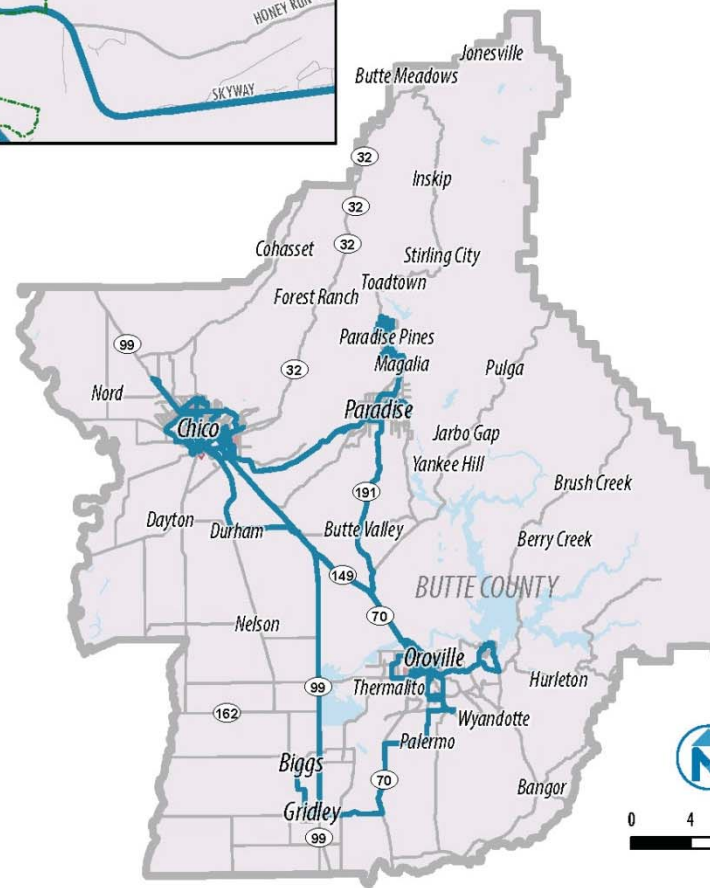 HONEY RUN
SKYWAY
Jonesville
Butte Meadows
32
Inskip
32
32
Cohasset
Stirling City
Toadtown
Forest Ranch
Paradise Pines
99
32
Magalia
Pulga
Nord
Paradise
Chico
Jarbo Gap
Yankee Hill
191
Brush Creek
Dayton
Durham
Butte Valley
Berry Creek
149
BUTTE COUNTY
70
Nelson
Oroville
Hurleton
Thermalito
99
162
Wyandotte
Palermo
Biggs
70
Bangor
Gridley
99
N
0 4